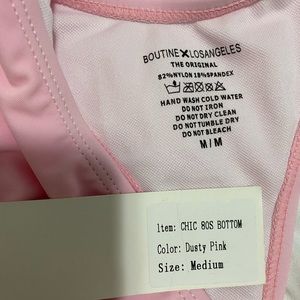 BOUTINE X LOSANGELES
THE ORIGINAL
82%NYLON 18%SPANDEX
HAND WASH COLD WATER
DO NOT IRON
DO NOT DRY CLEAN
DO NOT TUMBLE DRY
DO NOT BLEACH
M/M
Item: CHIC 80S BOTTOM
Color: Dusty Pink
Size: Medium